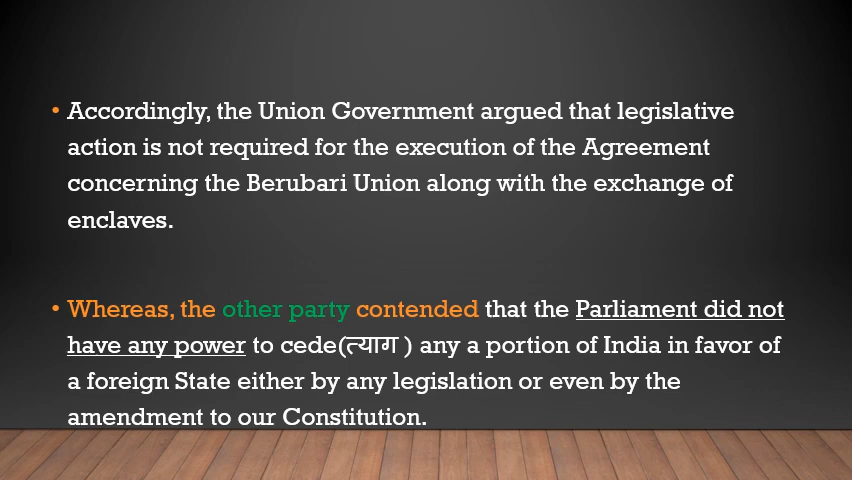 • Accordingly, the Union Government argued that legislative
action is not required for the execution of the Agreement
concerning the Berubari Union along with the exchange of
enclaves.
• Whereas, the other party contended that the Parliament did not
have any power to cede(त्याग ) any a portion of India in favor of
a foreign State either by any legislation or even by the
amendment to our Constitution.